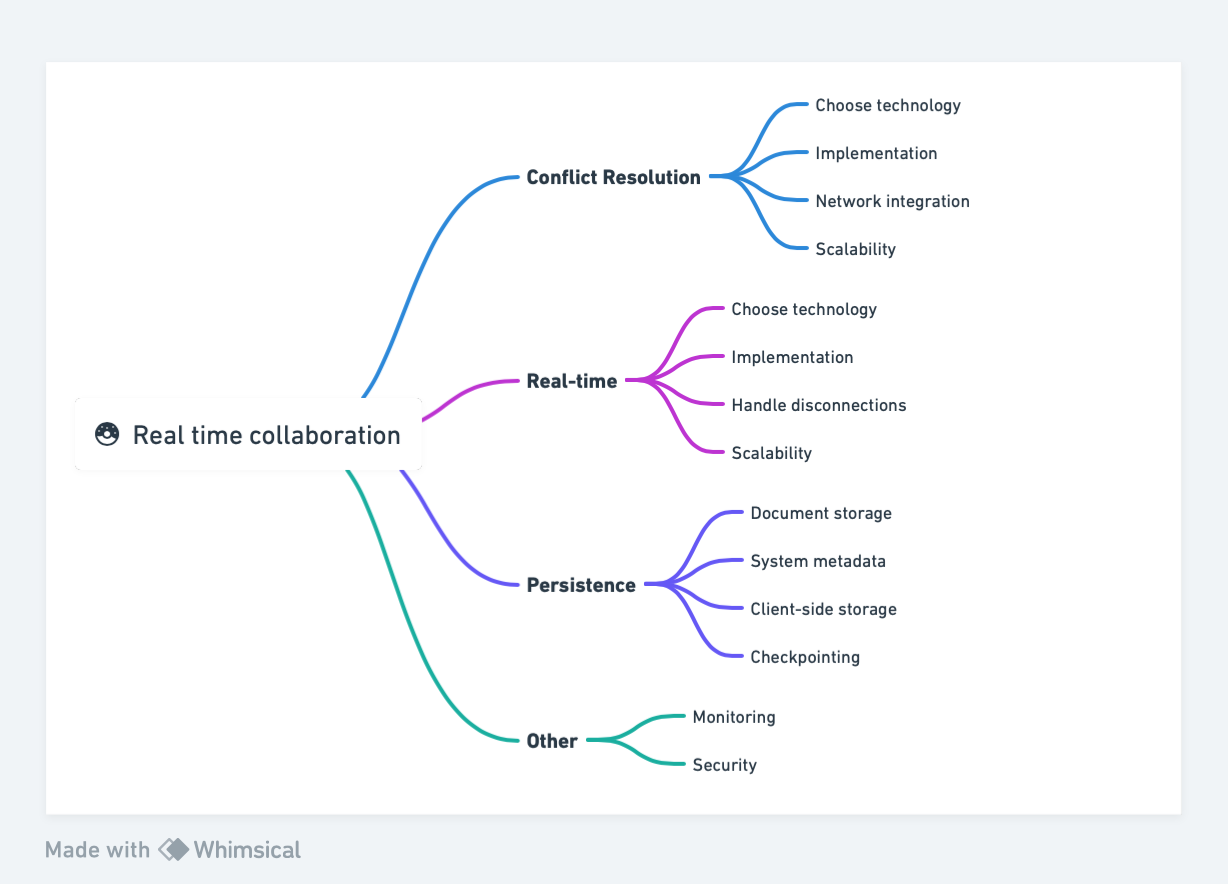 Real time collaboration
Conflict Resolution
Choose technology
Implementation
Network integration
Scalability
Real-time
Choose technology
Implementation
Handle disconnections
Scalability
Persistence
Document storage
System metadata
Client-side storage
Checkpointing
Other
Monitoring
Security
Made with Whimsical